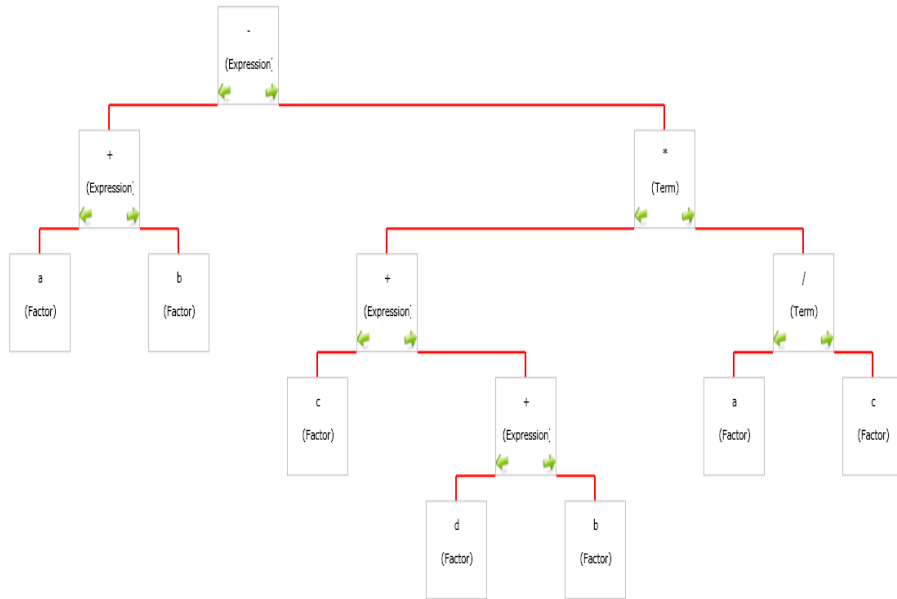 -
(Expression)
+
(Expression)
*
(Term)
a
(Factor)
b
(Factor)
+
(Expression)
/
(Term)
c
(Factor)
+
(Expression)
a
(Factor)
c
(Factor)
d
(Factor)
b
(Factor)